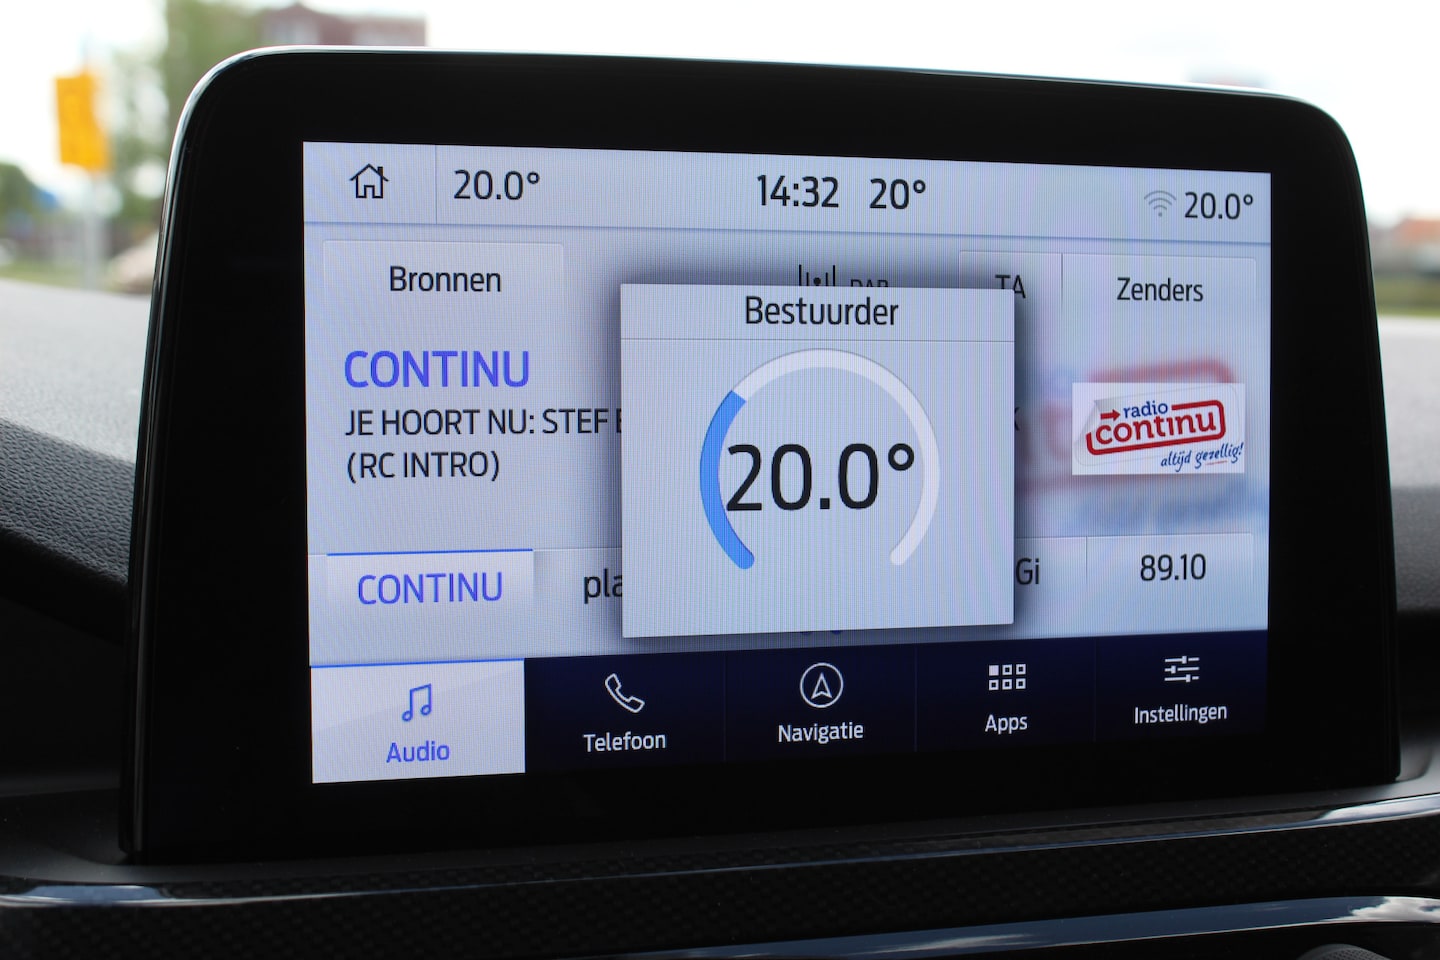 20.0° 14:32 20° 20.0°
Bronnen DAB TA Zenders
Bestuurder
20.0°
CONTINU
JE HOORT NU: STEF
(RC INTRO)
radio
continu
altijd gezellig!
CONTINU 89.10
Audio Telefoon Navigatie Apps Instellingen